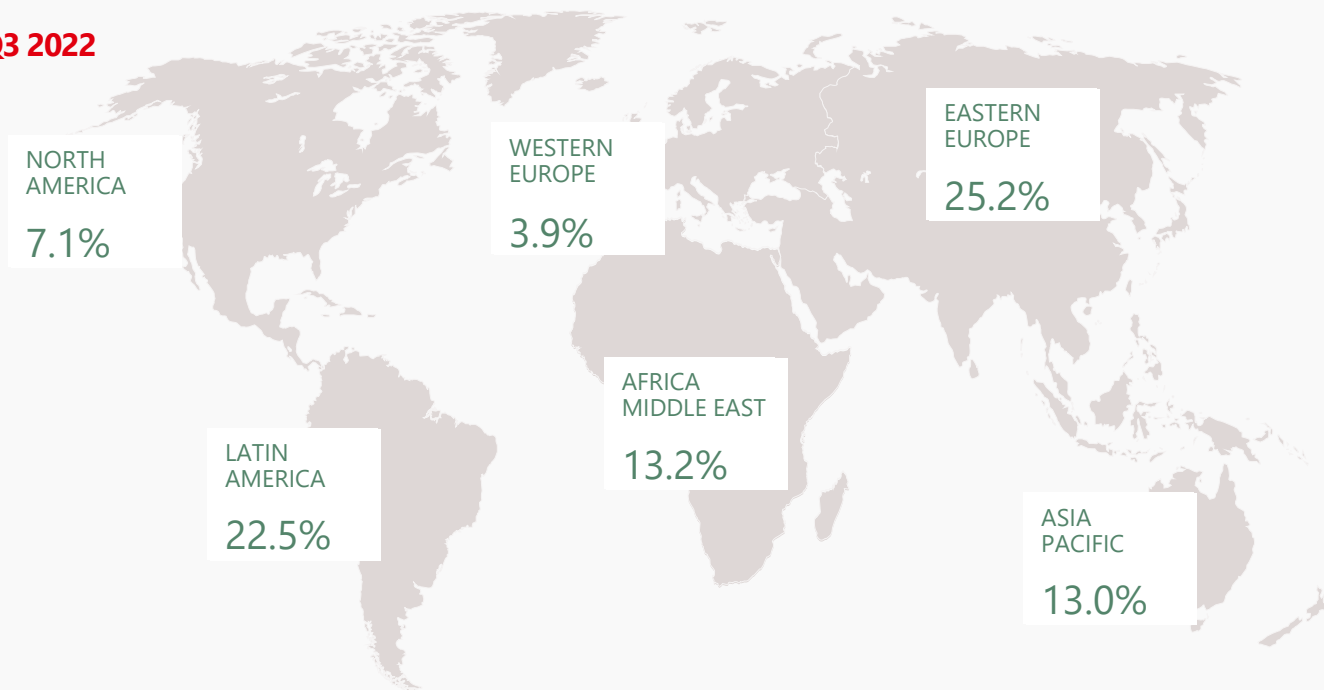 Q3 2022
NORTH
AMERICA
7.1%
WESTERN
EUROPE
3.9%
EASTERN
EUROPE
25.2%
AFRICA
MIDDLE EAST
13.2%
LATIN
AMERICA
22.5%
ASIA
PACIFIC
13.0%